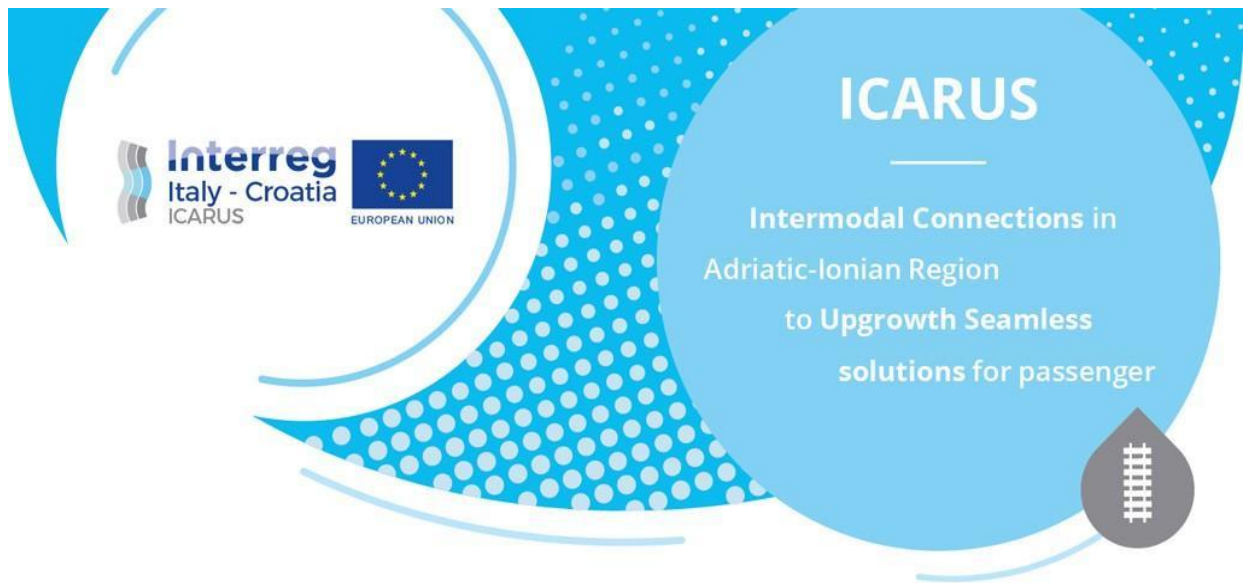 Interreg
Italy - Croatia
ICARUS
EUROPEAN UNION
ICARUS
Intermodal Connections in
Adriatic-Ionian Region
to Upgrowth Seamless
solutions for passenger